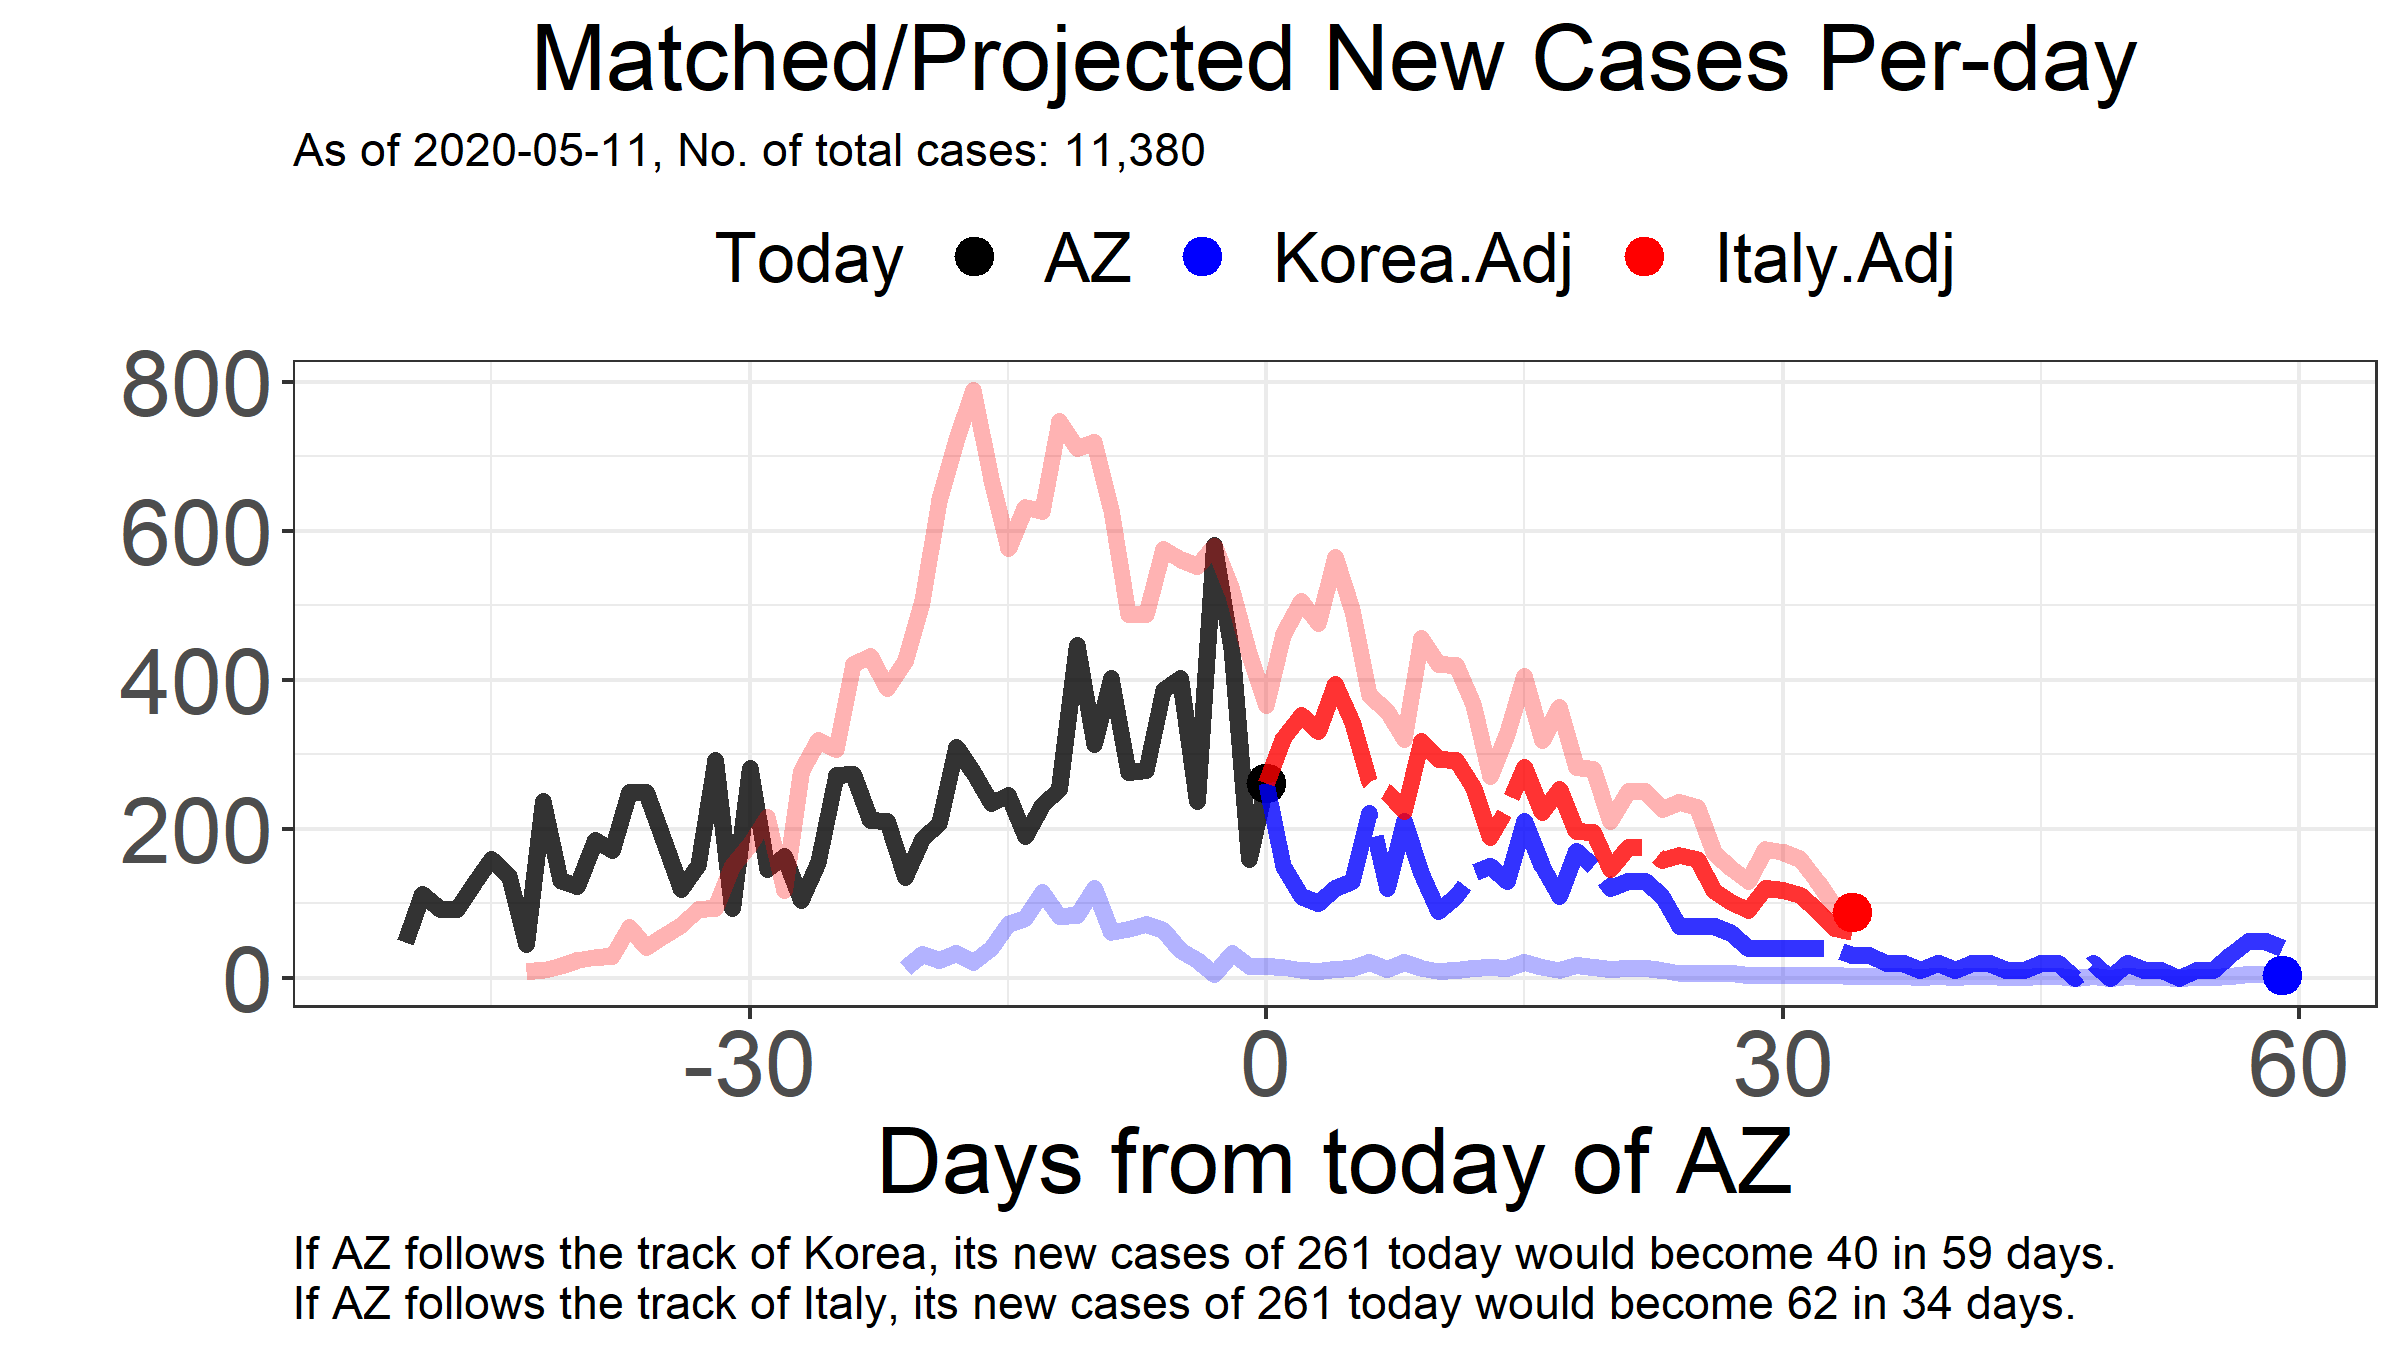 Matched/Projected New Cases Per-day
As of 2020-05-11, No. of total cases: 11,380
Today AZ Korea.Adj Italy.Adj
800
600
400
200
0
-30 0 30 60
Days from today of AZ
If AZ follows the track of Korea, its new cases of 261 today would become 40 in 59 days.
If AZ follows the track of Italy, its new cases of 261 today would become 62 in 34 days.